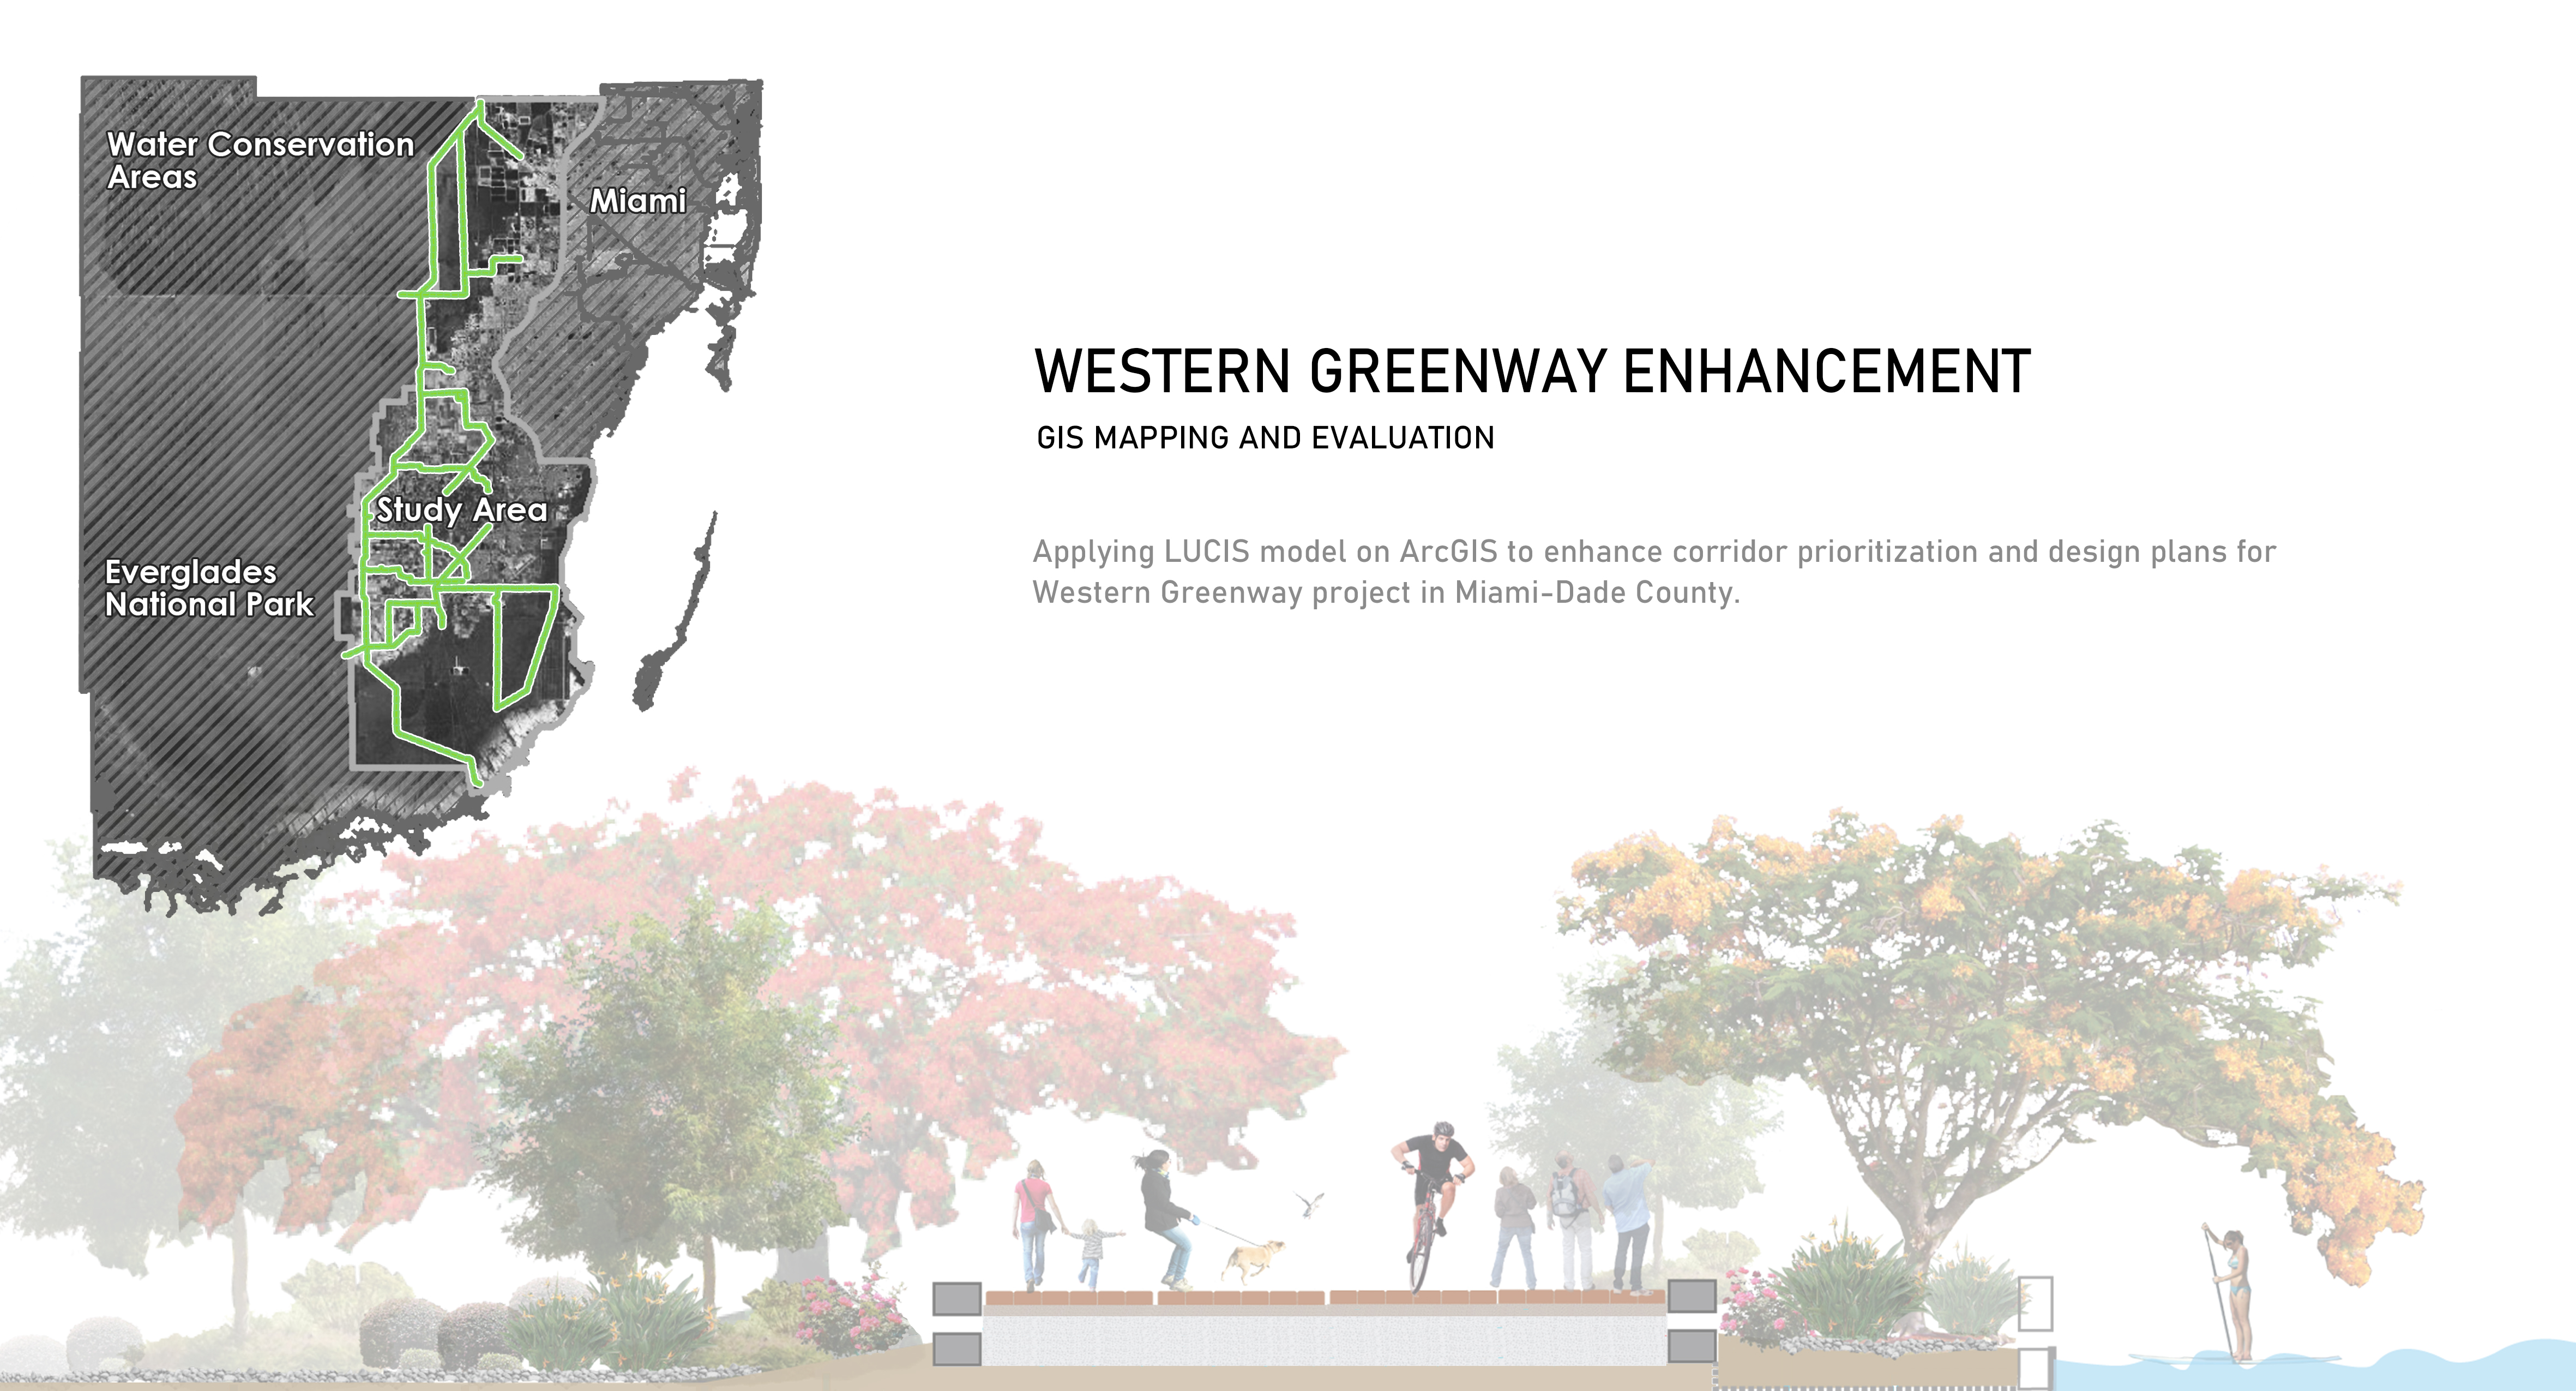 Water Conservation
Areas
Miami
Study Area
Everglades
National Park
WESTERN GREENWAY ENHANCEMENT
GIS MAPPING AND EVALUATION
Applying LUCIS model on ArcGIS to enhance corridor prioritization and design plans for
Western Greenway project in Miami-Dade County.